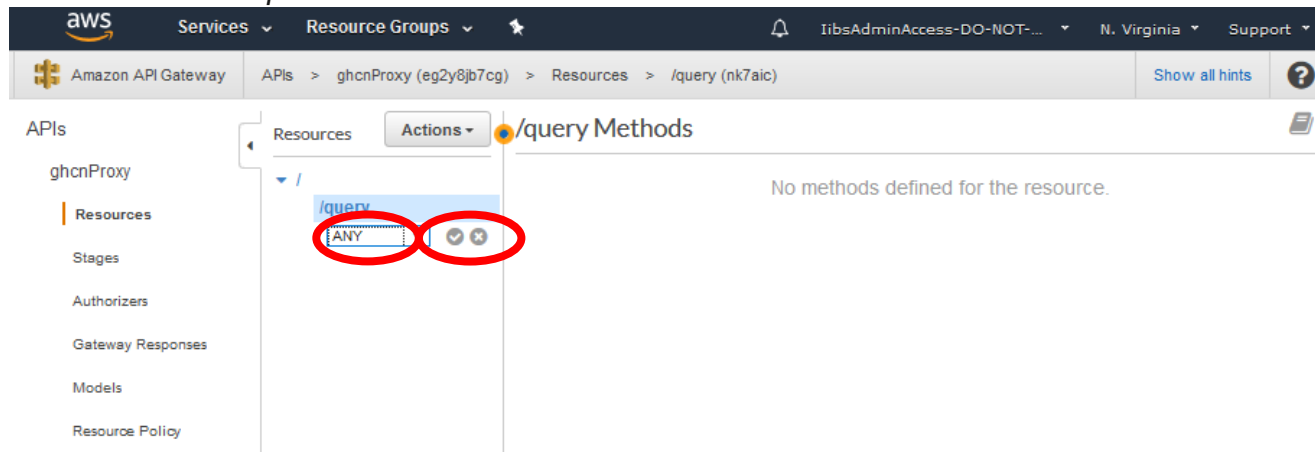 aws Services Resource Groups IibsAdminAccess-DO-NOT-... N. Virginia Support
Amazon API Gateway APIs > ghcnProxy (eg2y8jb7cg) > Resources > /query (nk7aic) Show all hints ?
APIs
ghcnProxy
Resources
Stages
Authorizers
Gateway Responses
Models
Resource Policy
Resources Actions
/
/query
ANY
/query Methods
No methods defined for the resource.